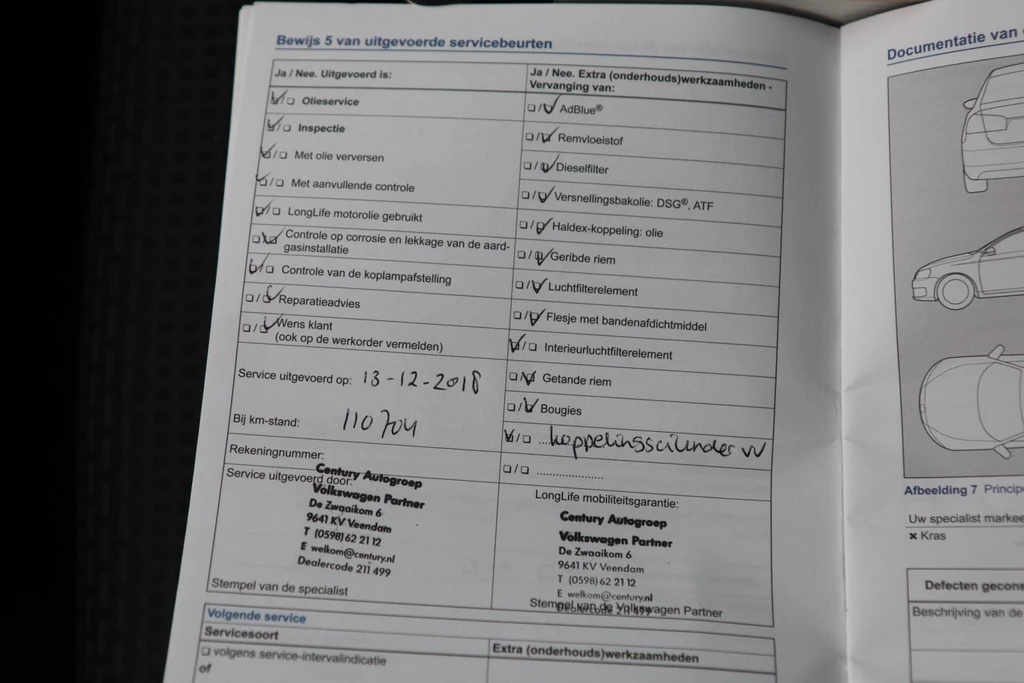 Bewijs 5 van uitgevoerde servicebeurten
Ja / Nee. Uitgevoerd is:
☑/☐ Olieservice
☑/☐ Inspectie
☑/☐ Met olie verversen
☑/☐ Met aanvullende controle
☑/☐ LongLife motorolie gebruikt
☐/☑ Controle op corrosie en lekkage van de aard-
gasinstallatie
☑/☐ Controle van de koplampafstelling
☐/☑ Reparatieadvies
☐/☑ Wens klant
(ook op de werkorder vermelden)
Service uitgevoerd op: 13-12-2018
Bij km-stand: 110704
Rekeningnummer:
Service uitgevoerd door:
Century Autogroep
Volkswagen Partner
De Zwaaikom 6
9641 KV Veendam
T (0598) 62 21 12
E welkom@century.nl
Dealercode 211 499
Stempel van de specialist
Ja / Nee. Extra (onderhouds)werkzaamheden -
Vervanging van:
☐/☑ AdBlue®
☐/☑ Remvloeistof
☐/☑ Dieselfilter
☐/☑ Versnellingsbakolie: DSG®, ATF
☐/☑ Haldex-koppeling: olie
☐/☑ Geribde riem
☐/☑ Luchtfilterelement
☐/☑ Flesje met bandenafdichtmiddel
☑/☐ Interieurluchtfilterelement
☐/☑ Getande riem
☐/☑ Bougies
☑/☐ ...koppelingscilinder vv
☐/☐ ......................
LongLife mobiliteitsgarantie:
Century Autogroep
Volkswagen Partner
De Zwaaikom 6
9641 KV Veendam
T (0598) 62 21 12
E welkom@century.nl
Dealercode 211 499
Stempel van de Volkswagen Partner
Volgende service
Servicesoort
☐ volgens service-intervalindicatie
of
Extra (onderhouds)werkzaamheden
Documentatie van
Afbeelding 7 Princip
Uw specialist markee
× Kras
Defecten gecons
Beschrijving van de